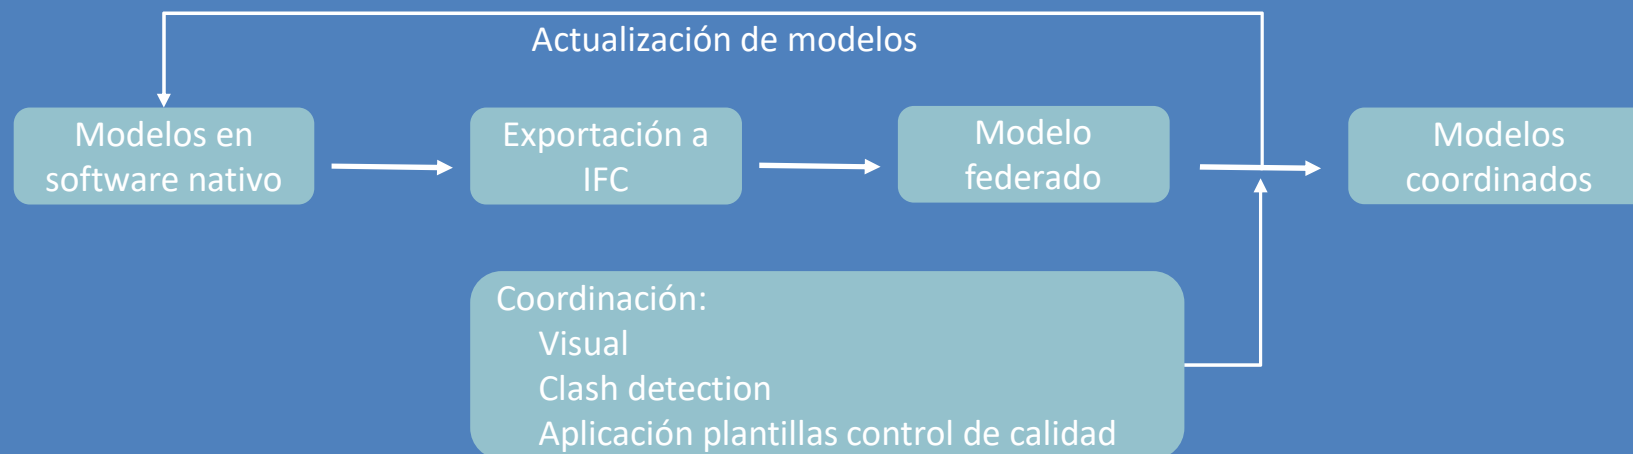 Actualización de modelos
Modelos en
software nativo
Exportación a
IFC
Modelo
federado
Modelos
coordinados
Coordinación:
Visual
Clash detection
Aplicación plantillas control de calidad